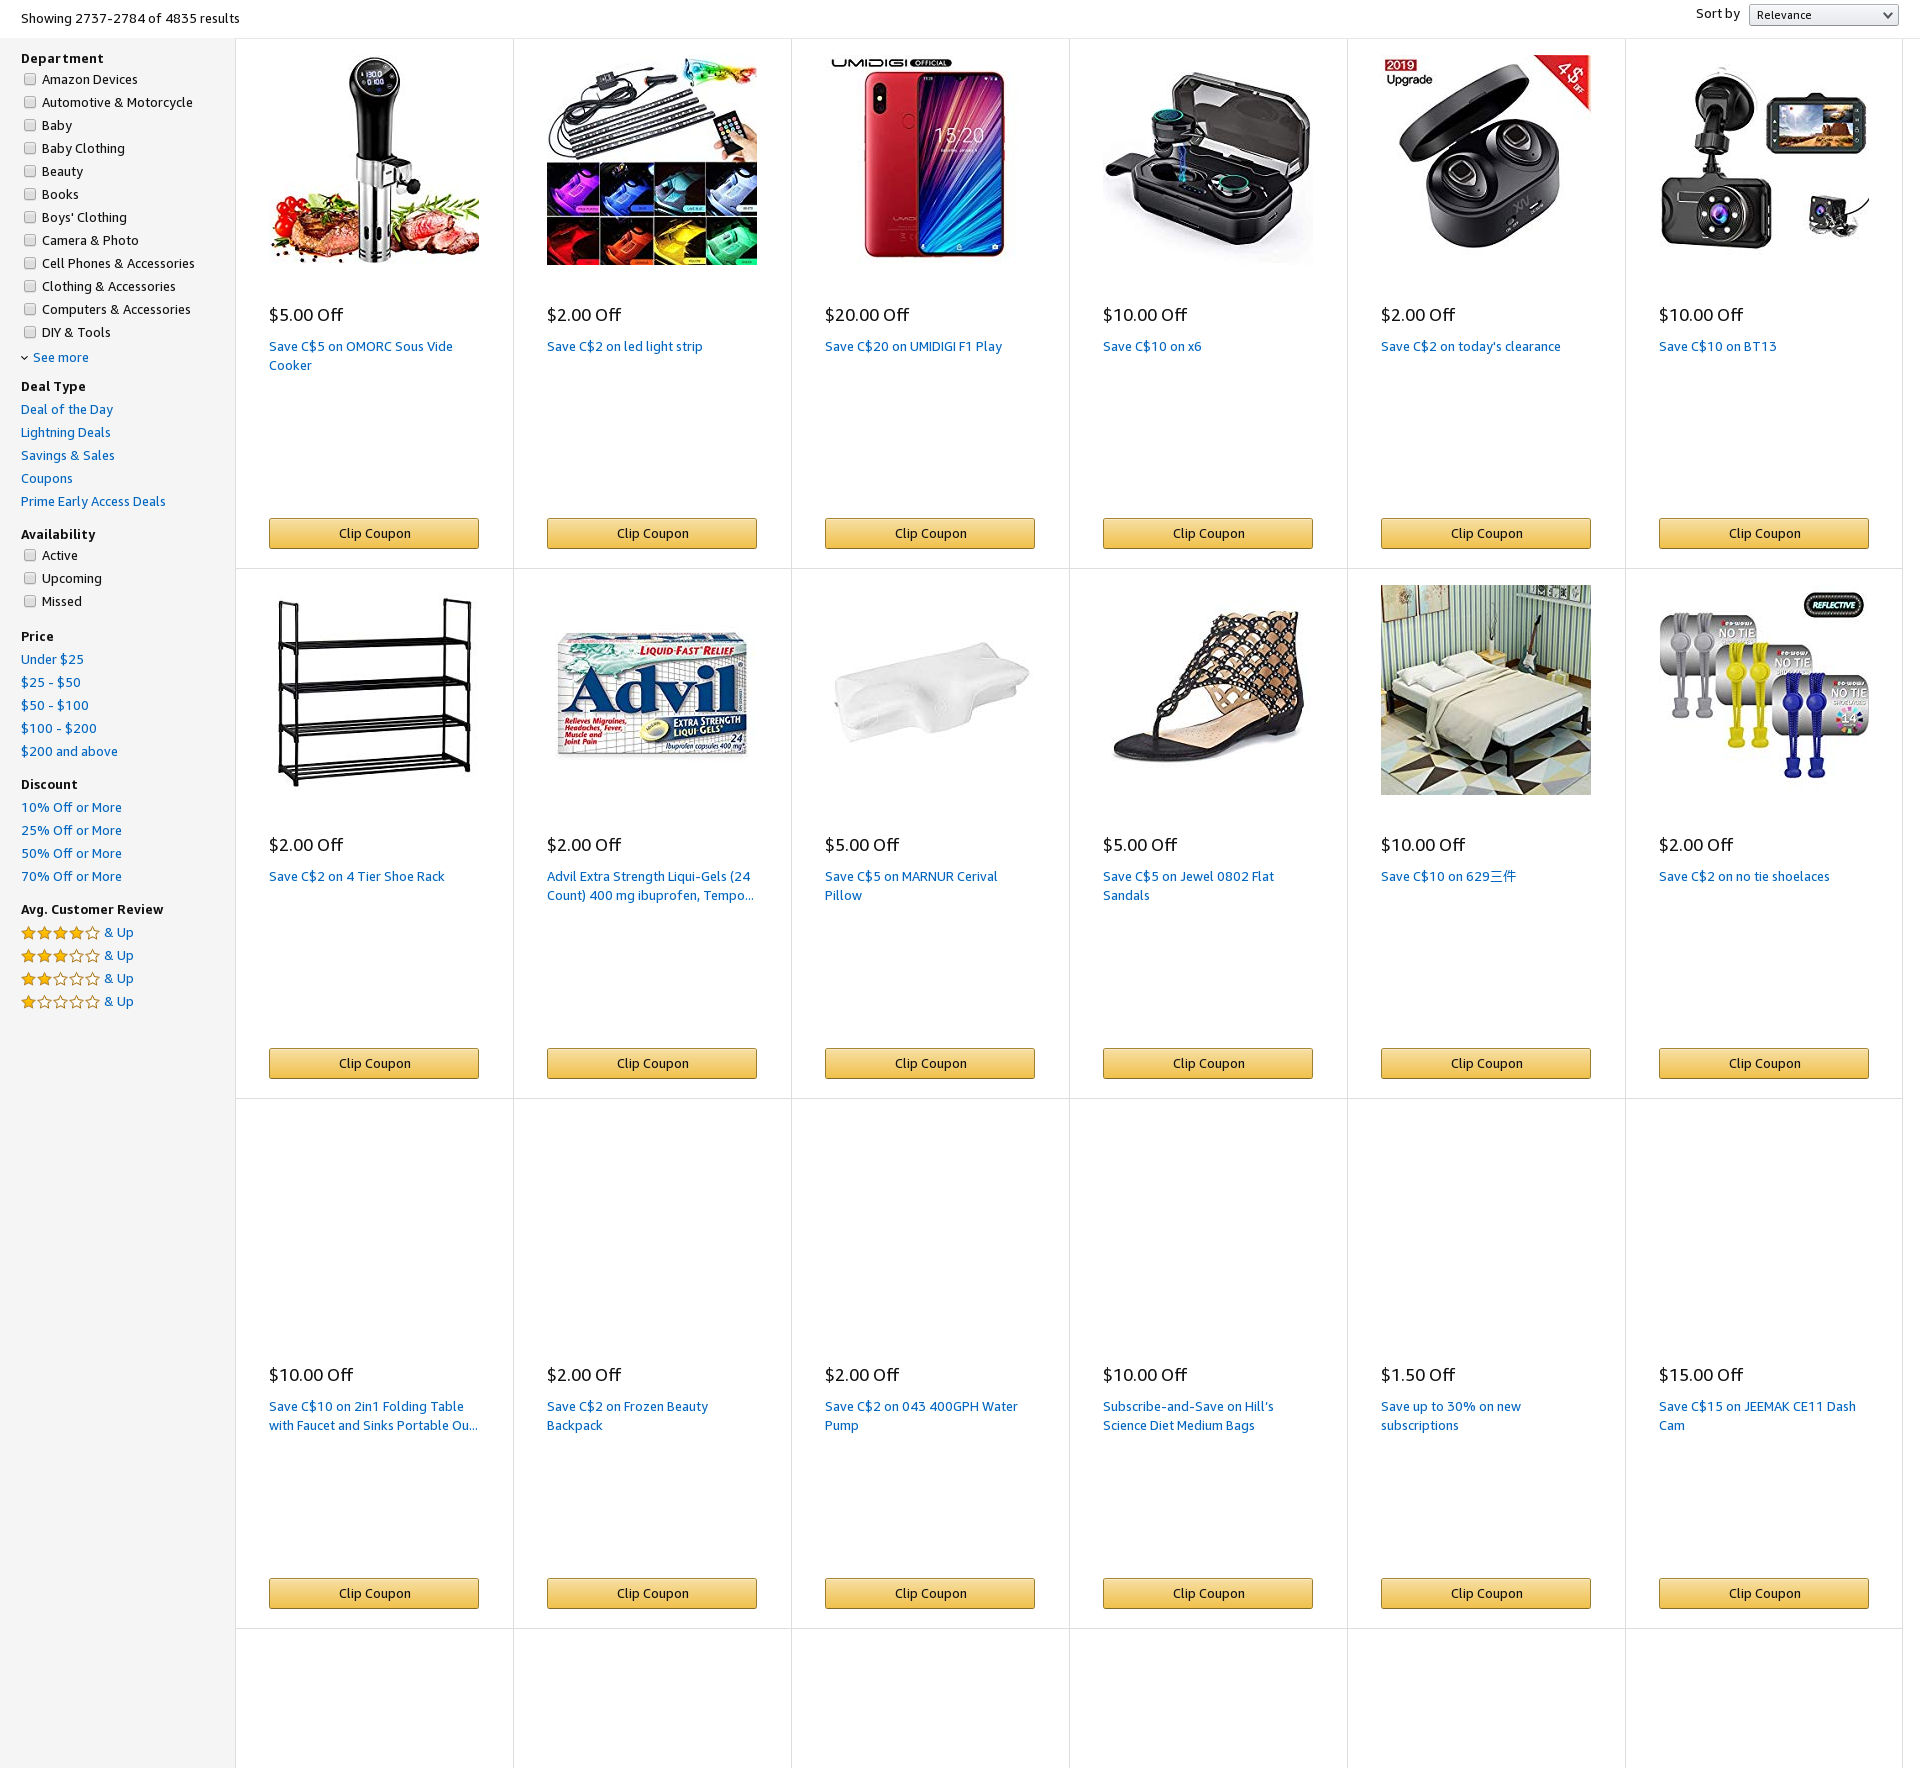 Showing 2737-2784 of 4835 results
Sort by
Relevance
Department
Amazon Devices
Automotive & Motorcycle
Baby
Baby Clothing
Beauty
Books
Boys' Clothing
Camera & Photo
Cell Phones & Accessories
Clothing & Accessories
Computers & Accessories
DIY & Tools
See more
Deal Type
Deal of the Day
Lightning Deals
Savings & Sales
Coupons
Prime Early Access Deals
Availability
Active
Upcoming
Missed
Price
Under $25
$25 - $50
$50 - $100
$100 - $200
$200 and above
Discount
10% Off or More
25% Off or More
50% Off or More
70% Off or More
Avg. Customer Review
& Up
& Up
& Up
& Up
$5.00 Off
Save C$5 on OMORC Sous Vide
Cooker
Clip Coupon
$2.00 Off
Save C$2 on led light strip
Clip Coupon
UMIDIGI OFFICIAL
15:20
$20.00 Off
Save C$20 on UMIDIGI F1 Play
Clip Coupon
$10.00 Off
Save C$10 on x6
Clip Coupon
2019
Upgrade
4$ OFF
$2.00 Off
Save C$2 on today's clearance
Clip Coupon
$10.00 Off
Save C$10 on BT13
Clip Coupon
$2.00 Off
Save C$2 on 4 Tier Shoe Rack
Clip Coupon
LIQUID-FAST RELIEF
Advil
Relieves Migraines,
Headaches, Fever,
Muscle and
Joint Pain
EXTRA STRENGTH
LIQUI-GELS
24
Ibuprofen capsules 400 mg
$2.00 Off
Advil Extra Strength Liqui-Gels (24
Count) 400 mg ibuprofen, Tempo...
Clip Coupon
$5.00 Off
Save C$5 on MARNUR Cerival
Pillow
Clip Coupon
$5.00 Off
Save C$5 on Jewel 0802 Flat
Sandals
Clip Coupon
$10.00 Off
Save C$10 on 629三件
Clip Coupon
REFLECTIVE
NO TIE
NO TIE
NO TIE
SHOELACES
14
$2.00 Off
Save C$2 on no tie shoelaces
Clip Coupon
$10.00 Off
Save C$10 on 2in1 Folding Table
with Faucet and Sinks Portable Ou...
Clip Coupon
$2.00 Off
Save C$2 on Frozen Beauty
Backpack
Clip Coupon
$2.00 Off
Save C$2 on 043 400GPH Water
Pump
Clip Coupon
$10.00 Off
Subscribe-and-Save on Hill’s
Science Diet Medium Bags
Clip Coupon
$1.50 Off
Save up to 30% on new
subscriptions
Clip Coupon
$15.00 Off
Save C$15 on JEEMAK CE11 Dash
Cam
Clip Coupon